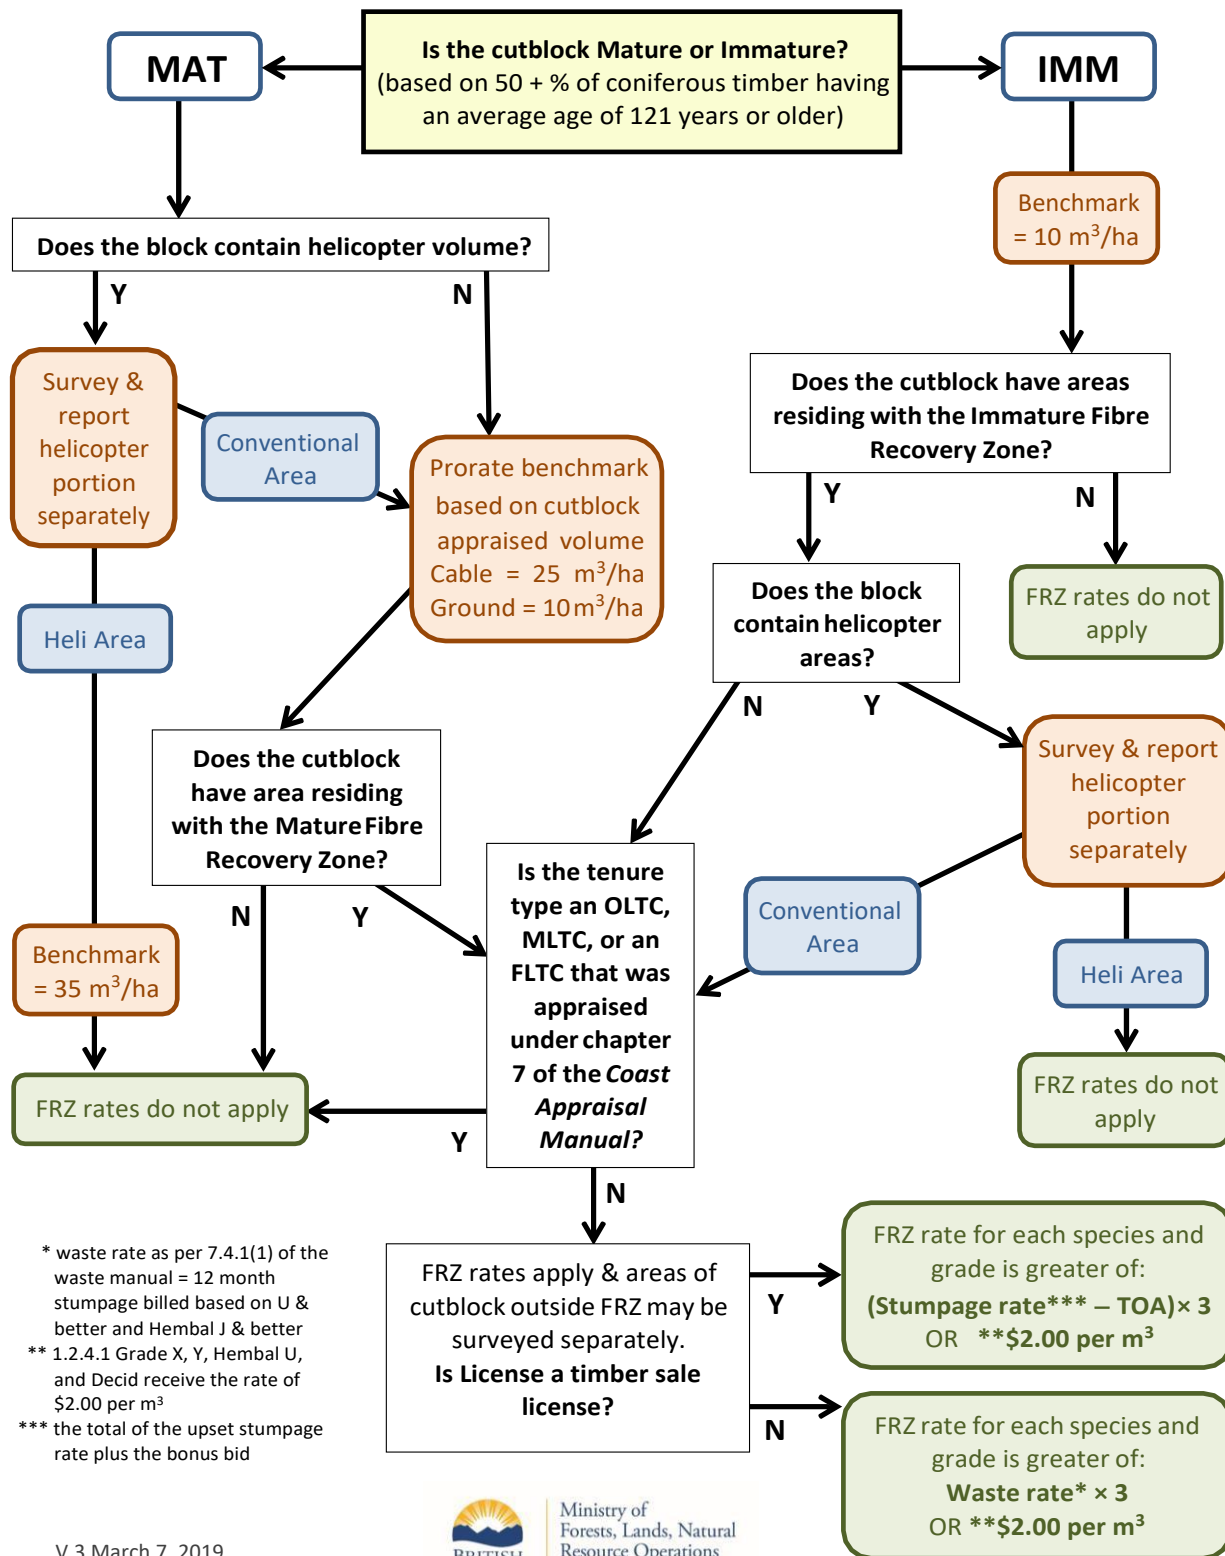 Is the cutblock Mature or Immature?
(based on 50 + % of coniferous timber having
an average age of 121 years or older)
MAT
IMM
Benchmark
= 10 m³/ha
Does the block contain helicopter volume?
Y
N
Survey &
report
helicopter
portion
separately
Conventional
Area
Prorate benchmark
based on cutblock
appraised volume
Cable = 25 m³/ha
Ground = 10 m³/ha
Does the cutblock have areas
residing with the Immature Fibre
Recovery Zone?
Y
N
FRZ rates do not
apply
Does the block
contain helicopter
areas?
N
Y
Heli Area
Survey & report
helicopter
portion
separately
Does the cutblock
have area residing
with the Mature Fibre
Recovery Zone?
N
Y
Is the tenure
type an OLTC,
MLTC, or an
FLTC that was
appraised
under chapter
7 of the Coast
Appraisal
Manual?
Conventional
Area
Heli Area
Benchmark
= 35 m³/ha
FRZ rates do not apply
FRZ rates do not
apply
Y
N
FRZ rates apply & areas of
cutblock outside FRZ may be
surveyed separately.
Is License a timber sale
license?
Y
N
FRZ rate for each species and
grade is greater of:
(Stumpage rate*** – TOA) × 3
OR **$2.00 per m³
FRZ rate for each species and
grade is greater of:
Waste rate* × 3
OR **$2.00 per m³
* waste rate as per 7.4.1(1) of the
waste manual = 12 month
stumpage billed based on U &
better and Hembal J & better
** 1.2.4.1 Grade X, Y, Hembal U,
and Decid receive the rate of
$2.00 per m³
*** the total of the upset stumpage
rate plus the bonus bid
Ministry of
Forests, Lands, Natural
Resource Operations
BRITISH
V 3 March 7, 2019